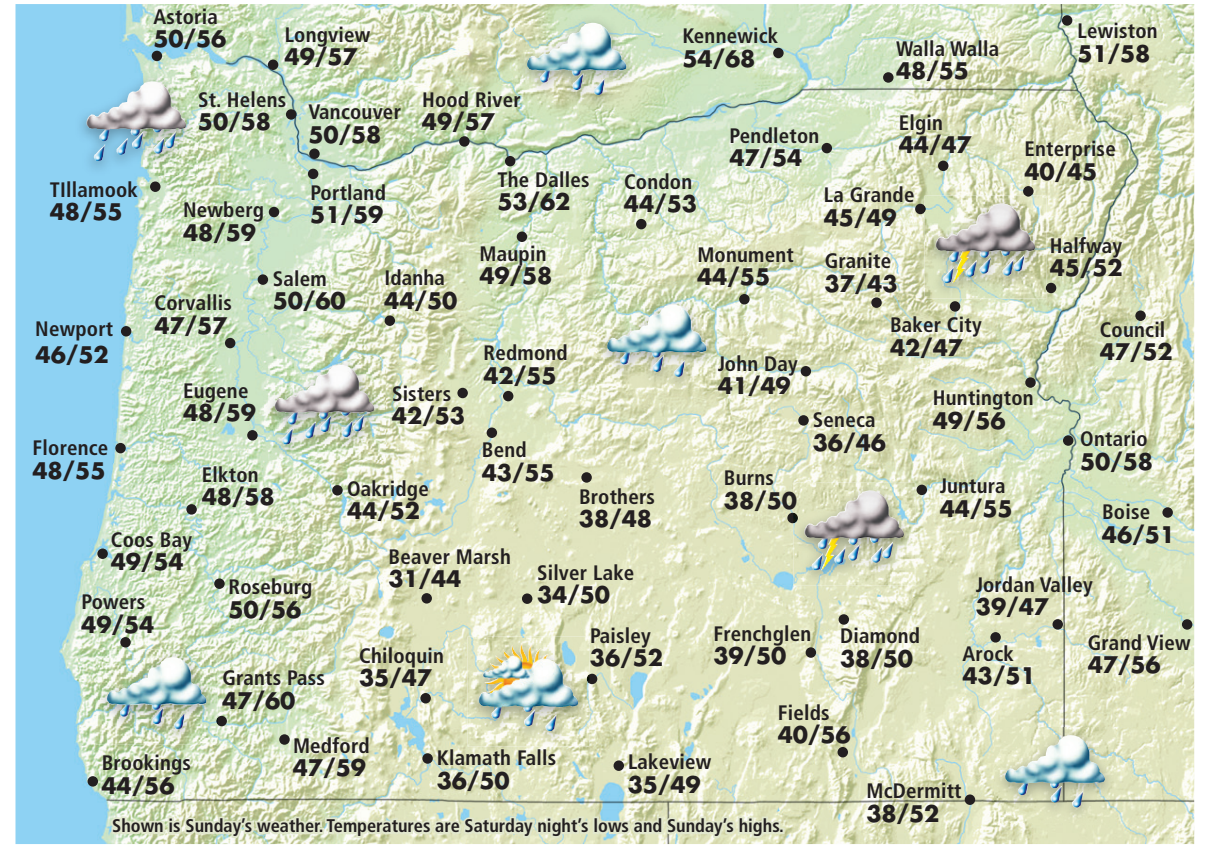 Astoria
50/56
Longview
49/57
Kennewick
54/68
Walla Walla
48/55
Lewiston
51/58
St. Helens
50/58
Vancouver
50/58
Hood River
49/57
Pendleton
47/54
Elgin
44/47
Enterprise
40/45
TIllamook
48/55
Newberg
48/59
Portland
51/59
The Dalles
53/62
Condon
44/53
La Grande
45/49
Maupin
49/58
Monument
44/55
Granite
37/43
Halfway
45/52
Salem
50/60
Idanha
44/50
Corvallis
47/57
Newport
46/52
Baker City
42/47
Council
47/52
Redmond
42/55
John Day
41/49
Eugene
48/59
Sisters
42/53
Huntington
49/56
Seneca
36/46
Florence
48/55
Bend
43/55
Ontario
50/58
Elkton
48/58
Oakridge
44/52
Brothers
38/48
Burns
38/50
Juntura
44/55
Boise
46/51
Coos Bay
49/54
Beaver Marsh
31/44
Silver Lake
34/50
Roseburg
50/56
Jordan Valley
39/47
Powers
49/54
Paisley
36/52
Frenchglen
39/50
Diamond
38/50
Arock
43/51
Grand View
47/56
Chiloquin
35/47
Grants Pass
47/60
Fields
40/56
Medford
47/59
Klamath Falls
36/50
Lakeview
35/49
Brookings
44/56
McDermitt
38/52
Shown is Sunday's weather. Temperatures are Saturday night's lows and Sunday's highs.